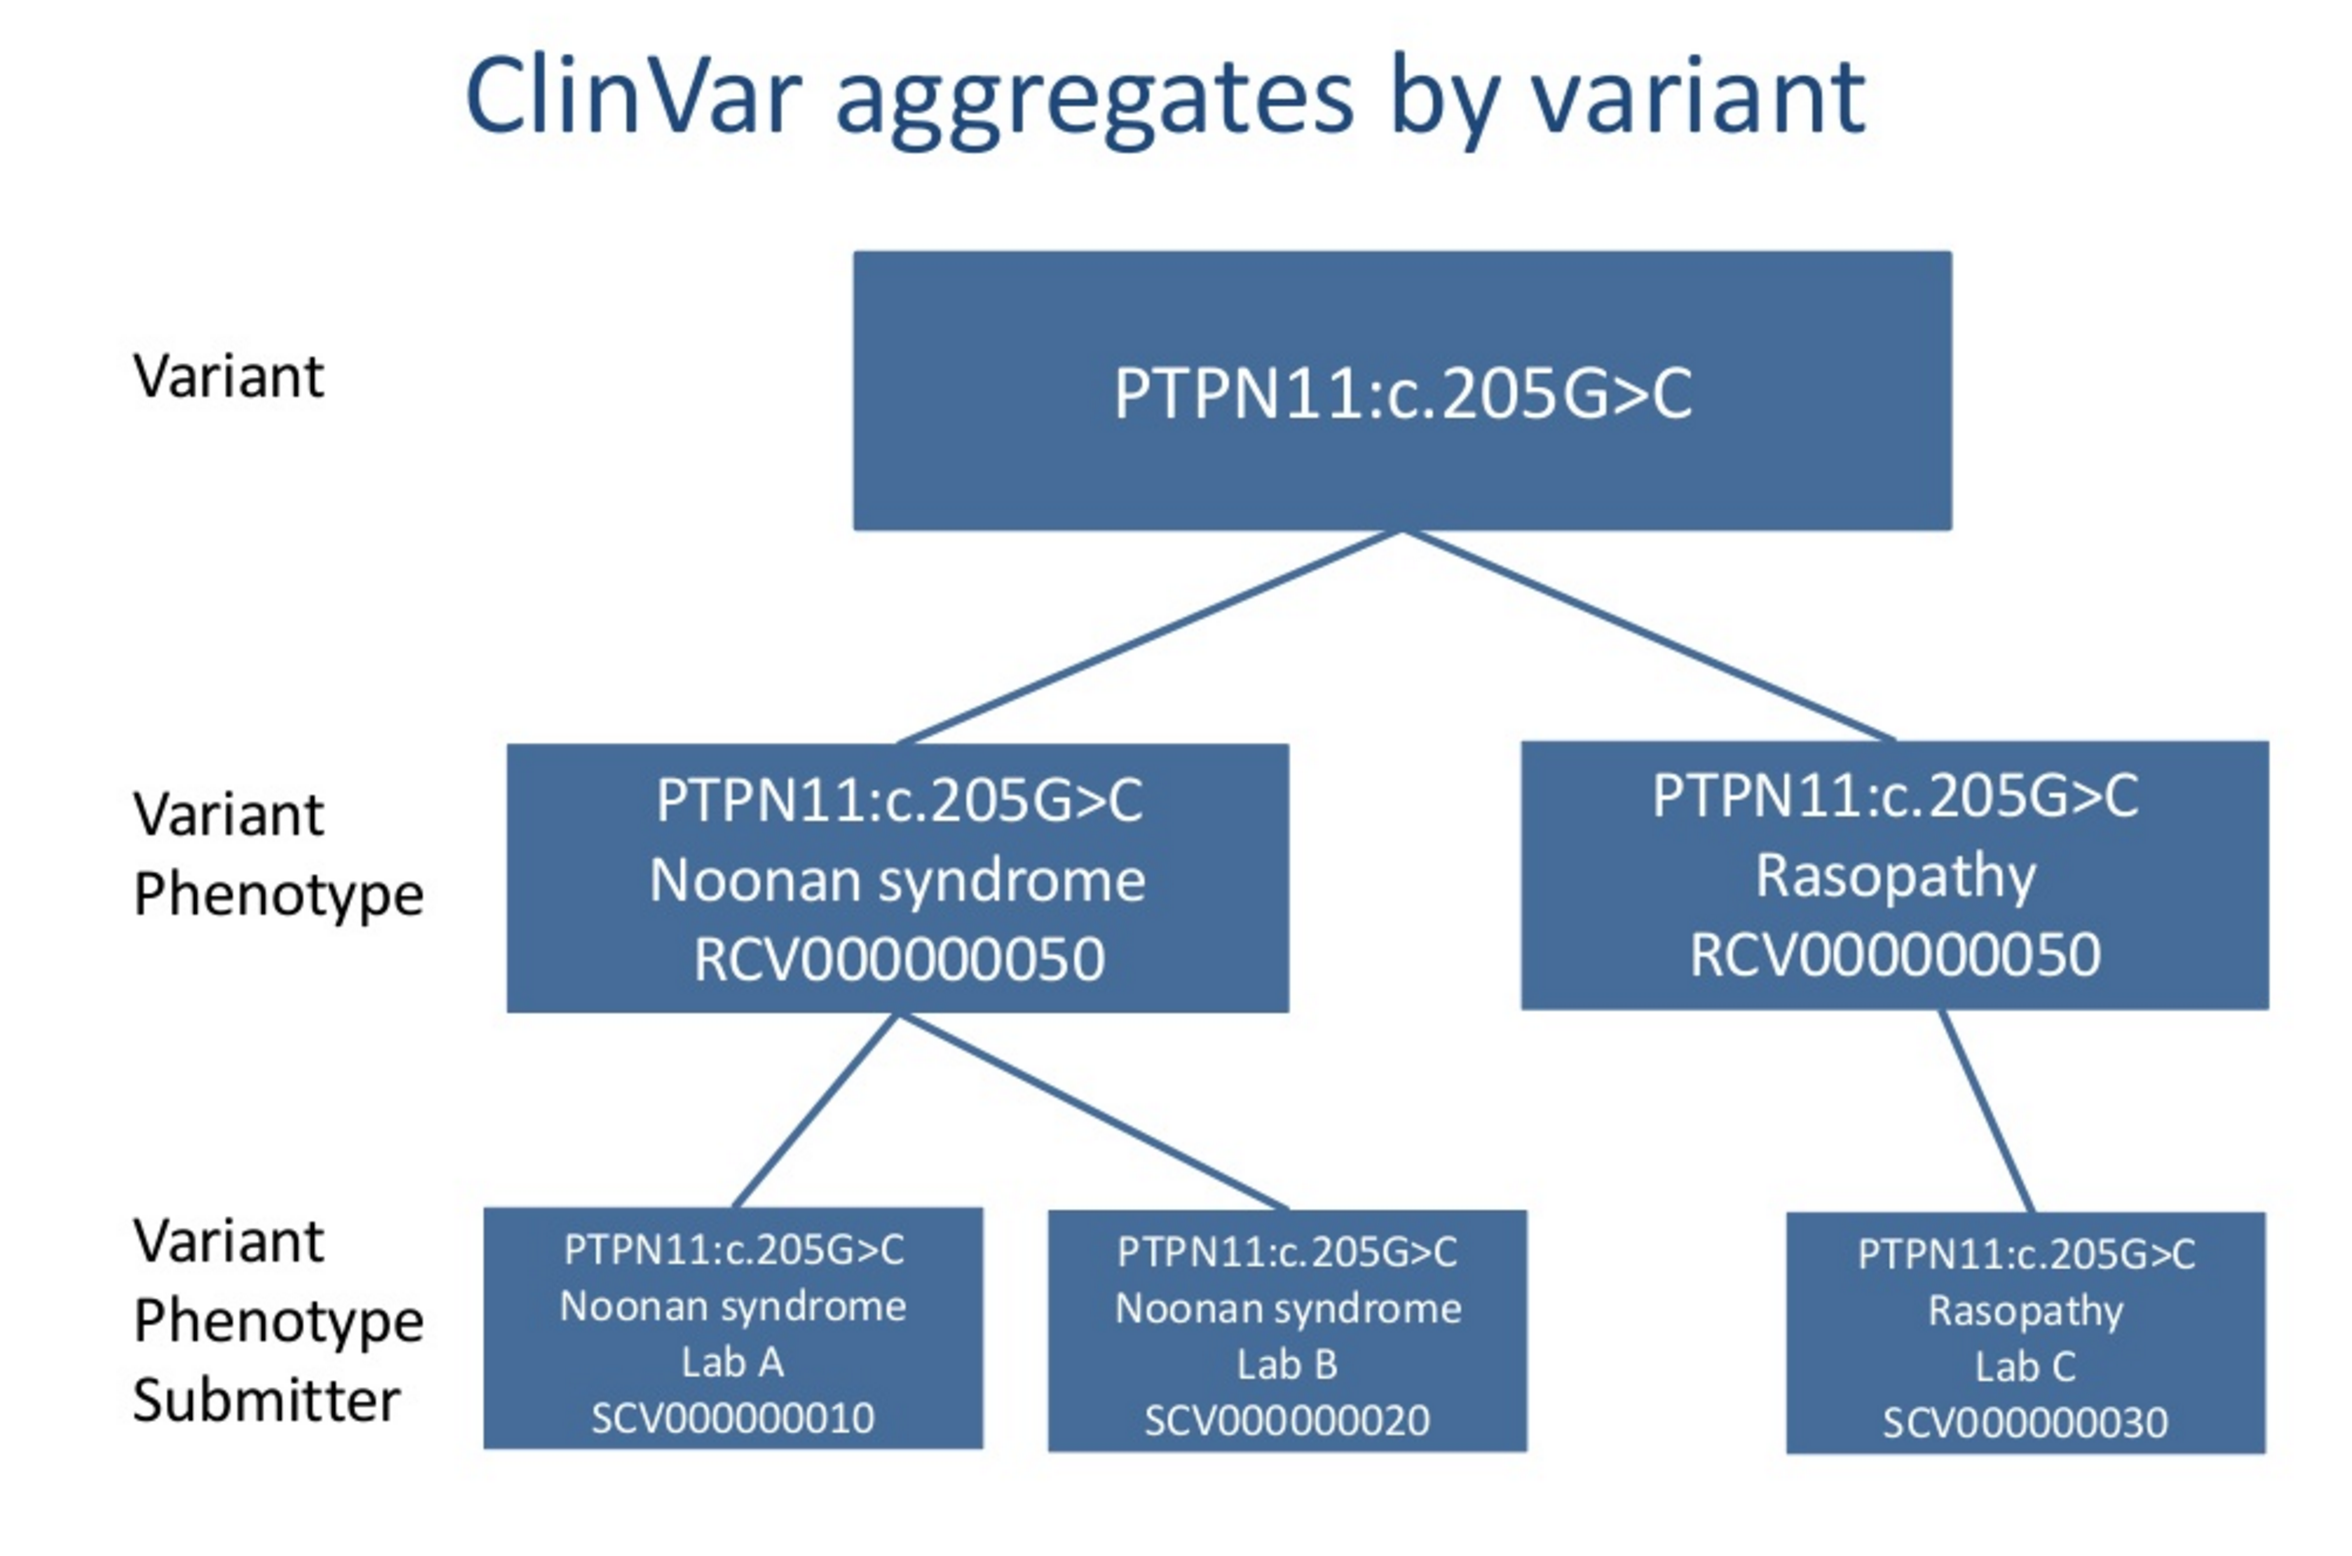 ClinVar aggregates by variant
Variant
PTPN11:c.205G>C
Variant
Phenotype
PTPN11:c.205G>C
Noonan syndrome
RCV000000050
PTPN11:c.205G>C
Rasopathy
RCV000000050
Variant
Phenotype
Submitter
PTPN11:c.205G>C
Noonan syndrome
Lab A
SCV000000010
PTPN11:c.205G>C
Noonan syndrome
Lab B
SCV000000020
PTPN11:c.205G>C
Rasopathy
Lab C
SCV000000030